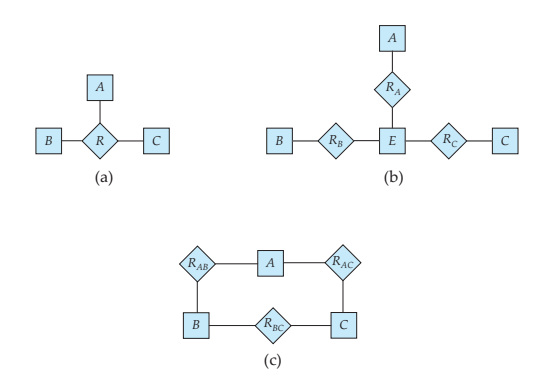 A
B R C
(a)
A
R_A
B R_B E R_C C
(b)
R_AB A R_AC
B R_BC C
(c)